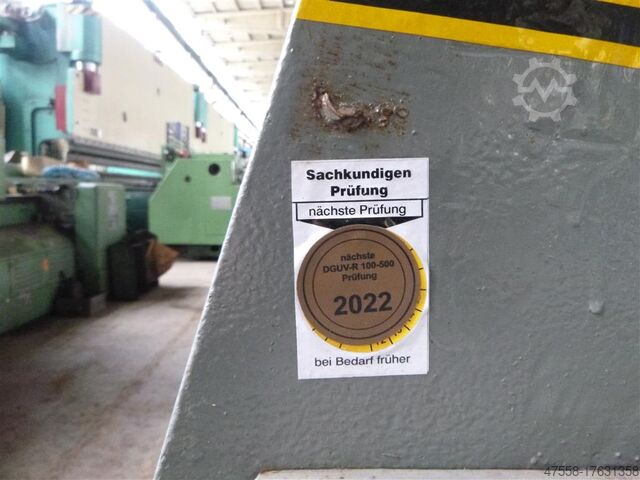 Sachkundigen
Prüfung
nächste Prüfung
nächste
DGUV-R 100-500
Prüfung
2022
bei Bedarf früher
47558-17631358